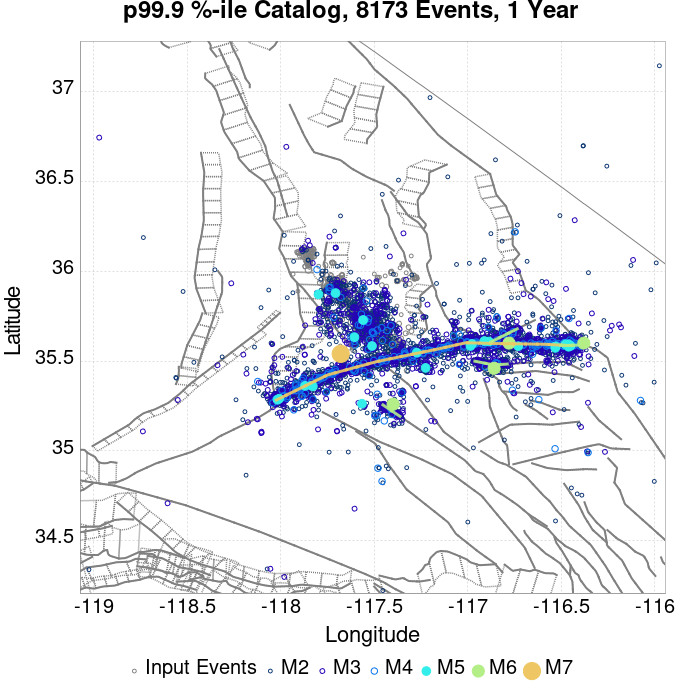 p99.9 %-ile Catalog, 8173 Events, 1 Year
37
36.5
36
35.5
35
34.5
Latitude
-119
-118.5
-118
-117.5
-117
-116.5
-116
Longitude
Input Events
M2
M3
M4
M5
M6
M7